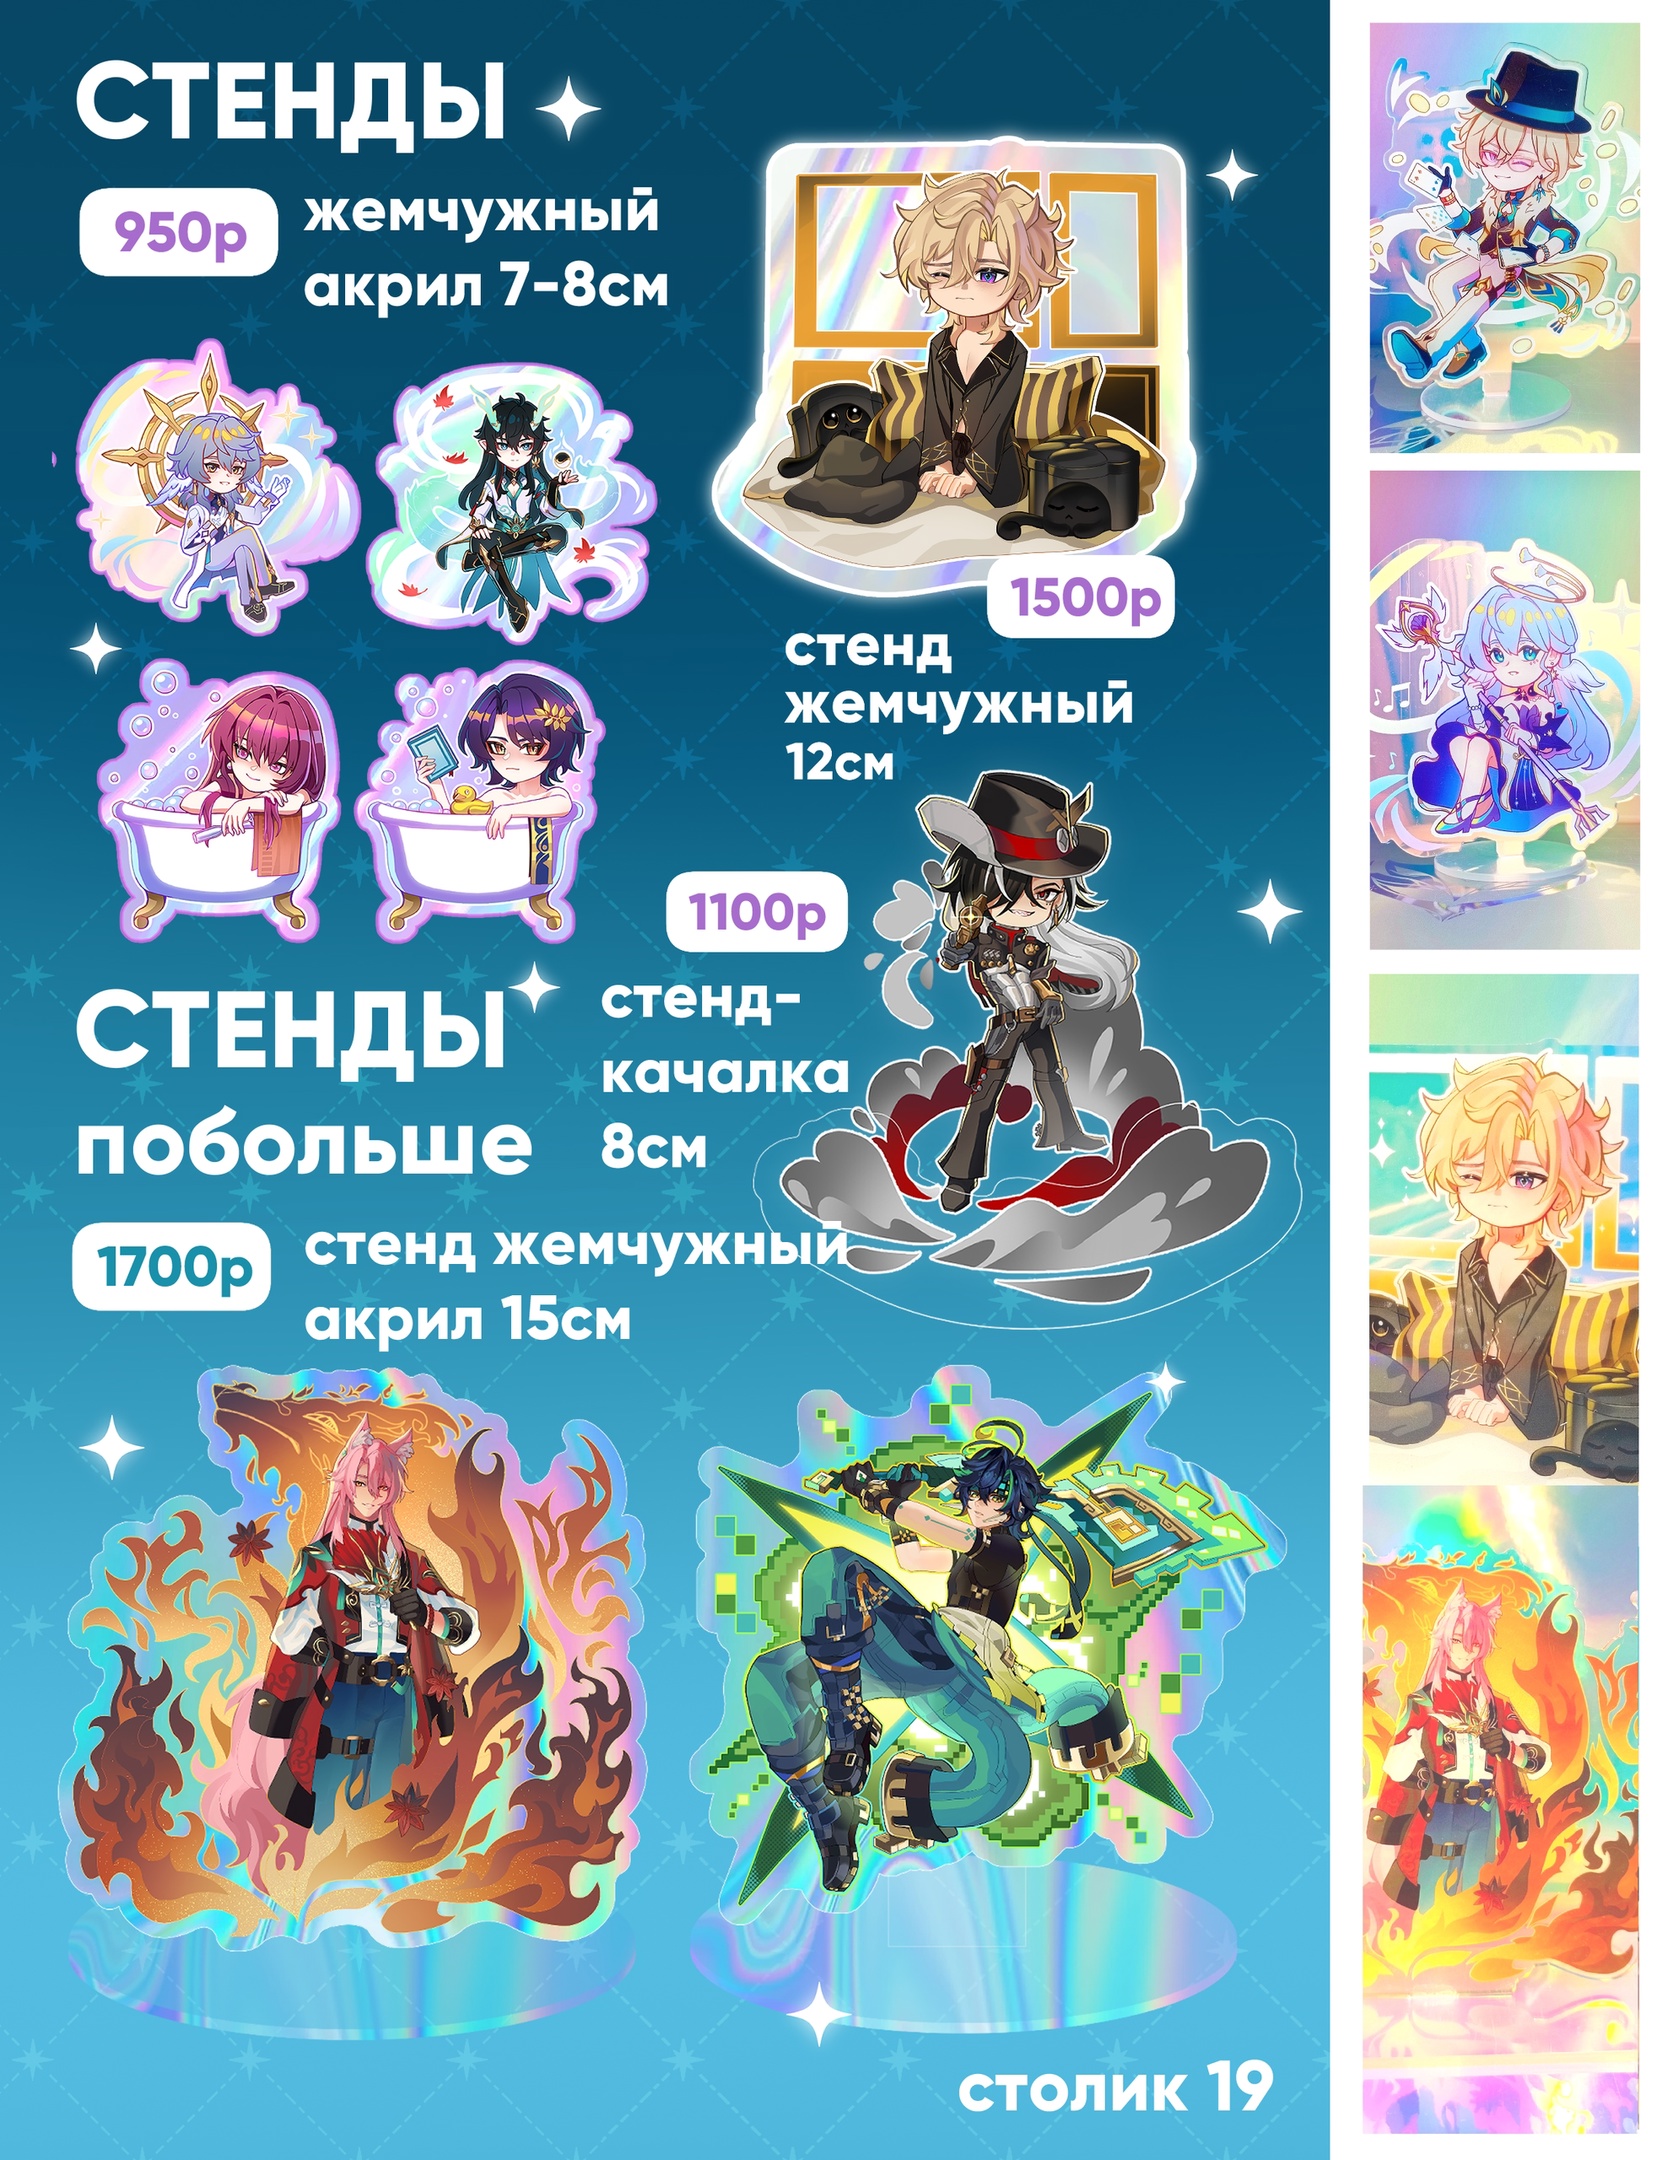 СТЕНДЫ
950р
жемчужный
акрил 7-8см
1500р
стенд
жемчужный
12см
1100р
стенд-
качалка
8см
СТЕНДЫ
побольше
1700р
стенд жемчужный
акрил 15см
столик 19